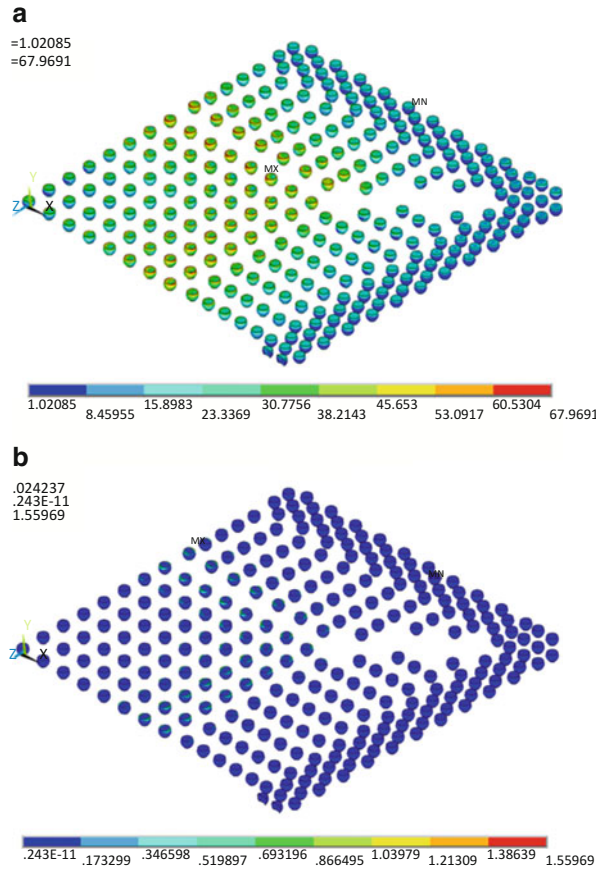 a
=1.02085
=67.9691
MN
MX
Y
Z X
1.02085 8.45955 15.8983 23.3369 30.7756 38.2143 45.653 53.0917 60.5304 67.9691
b
.024237
.243E-11
1.55969
MX
MN
Y
Z X
.243E-11 .173299 .346598 .519897 .693196 .866495 1.03979 1.21309 1.38639 1.55969